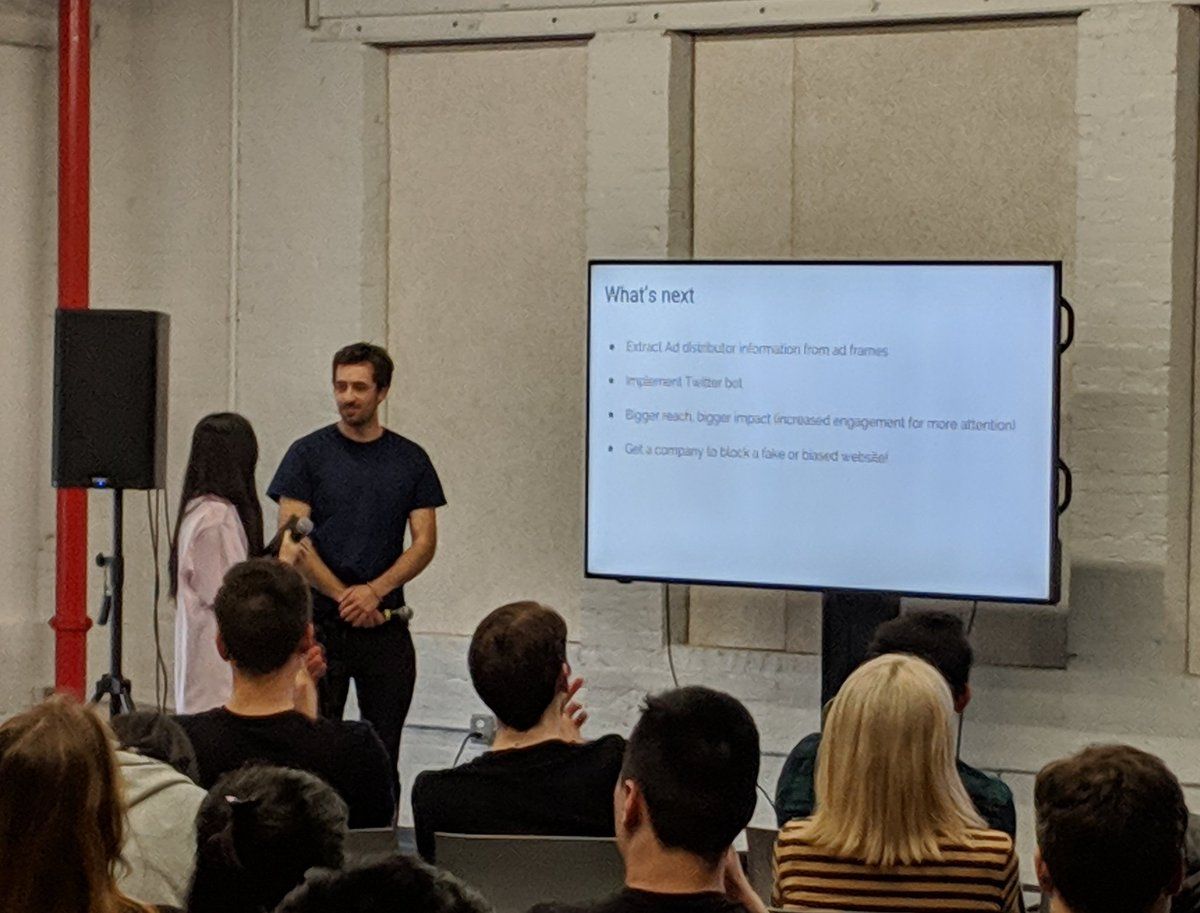 What's next
• Extract Ad distributor information from ad frames
• Implement Twitter bot
• Bigger reach, bigger impact (increased engagement for more attention)
• Get a company to block a fake or biased website!